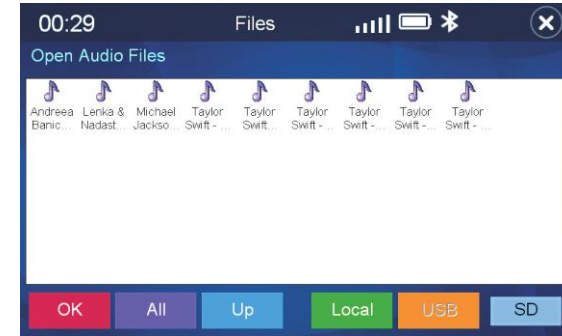 00:29 Files
Open Audio Files
Andreea Lenka & Michael Taylor Taylor Taylor Taylor Taylor Taylor
Banic... Nadast... Jackso... Swift - ... Swift... Swift - ... Swift - ... Swift - ... Swift - ...
OK All Up Local USB SD